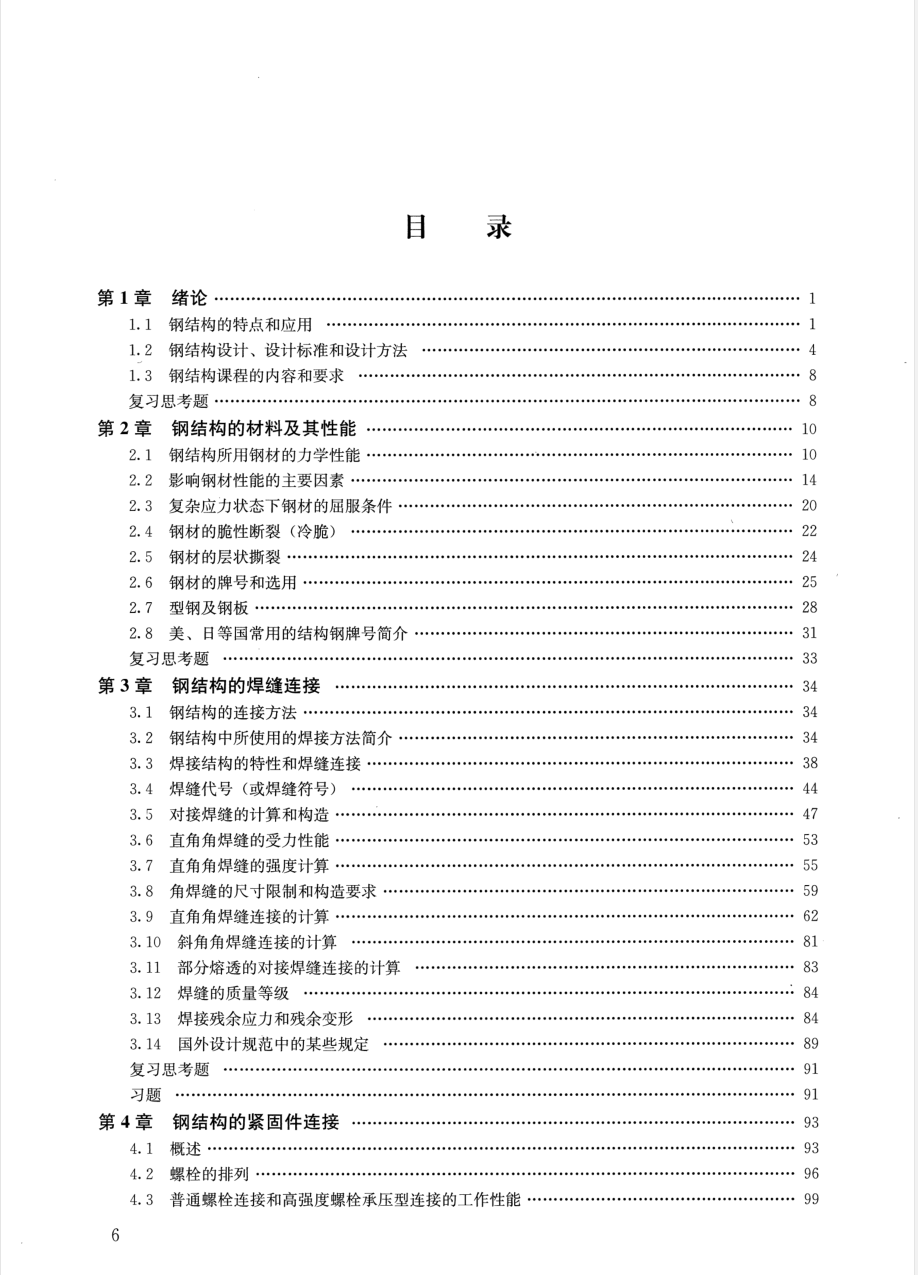 目 录
第 1 章 绪论 …… 1
1.1 钢结构的特点和应用 …… 1
1.2 钢结构设计、设计标准和设计方法 …… 4
1.3 钢结构课程的内容和要求 …… 8
复习思考题 …… 8
第 2 章 钢结构的材料及其性能 …… 10
2.1 钢结构所用钢材的力学性能 …… 10
2.2 影响钢材性能的主要因素 …… 14
2.3 复杂应力状态下钢材的屈服条件 …… 20
2.4 钢材的脆性断裂（冷脆） …… 22
2.5 钢材的层状撕裂 …… 24
2.6 钢材的牌号和选用 …… 25
2.7 型钢及钢板 …… 28
2.8 美、日等国常用的结构钢牌号简介 …… 31
复习思考题 …… 33
第 3 章 钢结构的焊缝连接 …… 34
3.1 钢结构的连接方法 …… 34
3.2 钢结构中所使用的焊接方法简介 …… 34
3.3 焊接结构的特性和焊缝连接 …… 38
3.4 焊缝代号（或焊缝符号） …… 44
3.5 对接焊缝的计算和构造 …… 47
3.6 直角角焊缝的受力性能 …… 53
3.7 直角角焊缝的强度计算 …… 55
3.8 角焊缝的尺寸限制和构造要求 …… 59
3.9 直角角焊缝连接的计算 …… 62
3.10 斜角角焊缝连接的计算 …… 81
3.11 部分熔透的对接焊缝连接的计算 …… 83
3.12 焊缝的质量等级 …… 84
3.13 焊接残余应力和残余变形 …… 84
3.14 国外设计规范中的某些规定 …… 89
复习思考题 …… 91
习题 …… 91
第 4 章 钢结构的紧固件连接 …… 93
4.1 概述 …… 93
4.2 螺栓的排列 …… 96
4.3 普通螺栓连接和高强度螺栓承压型连接的工作性能 …… 99
6